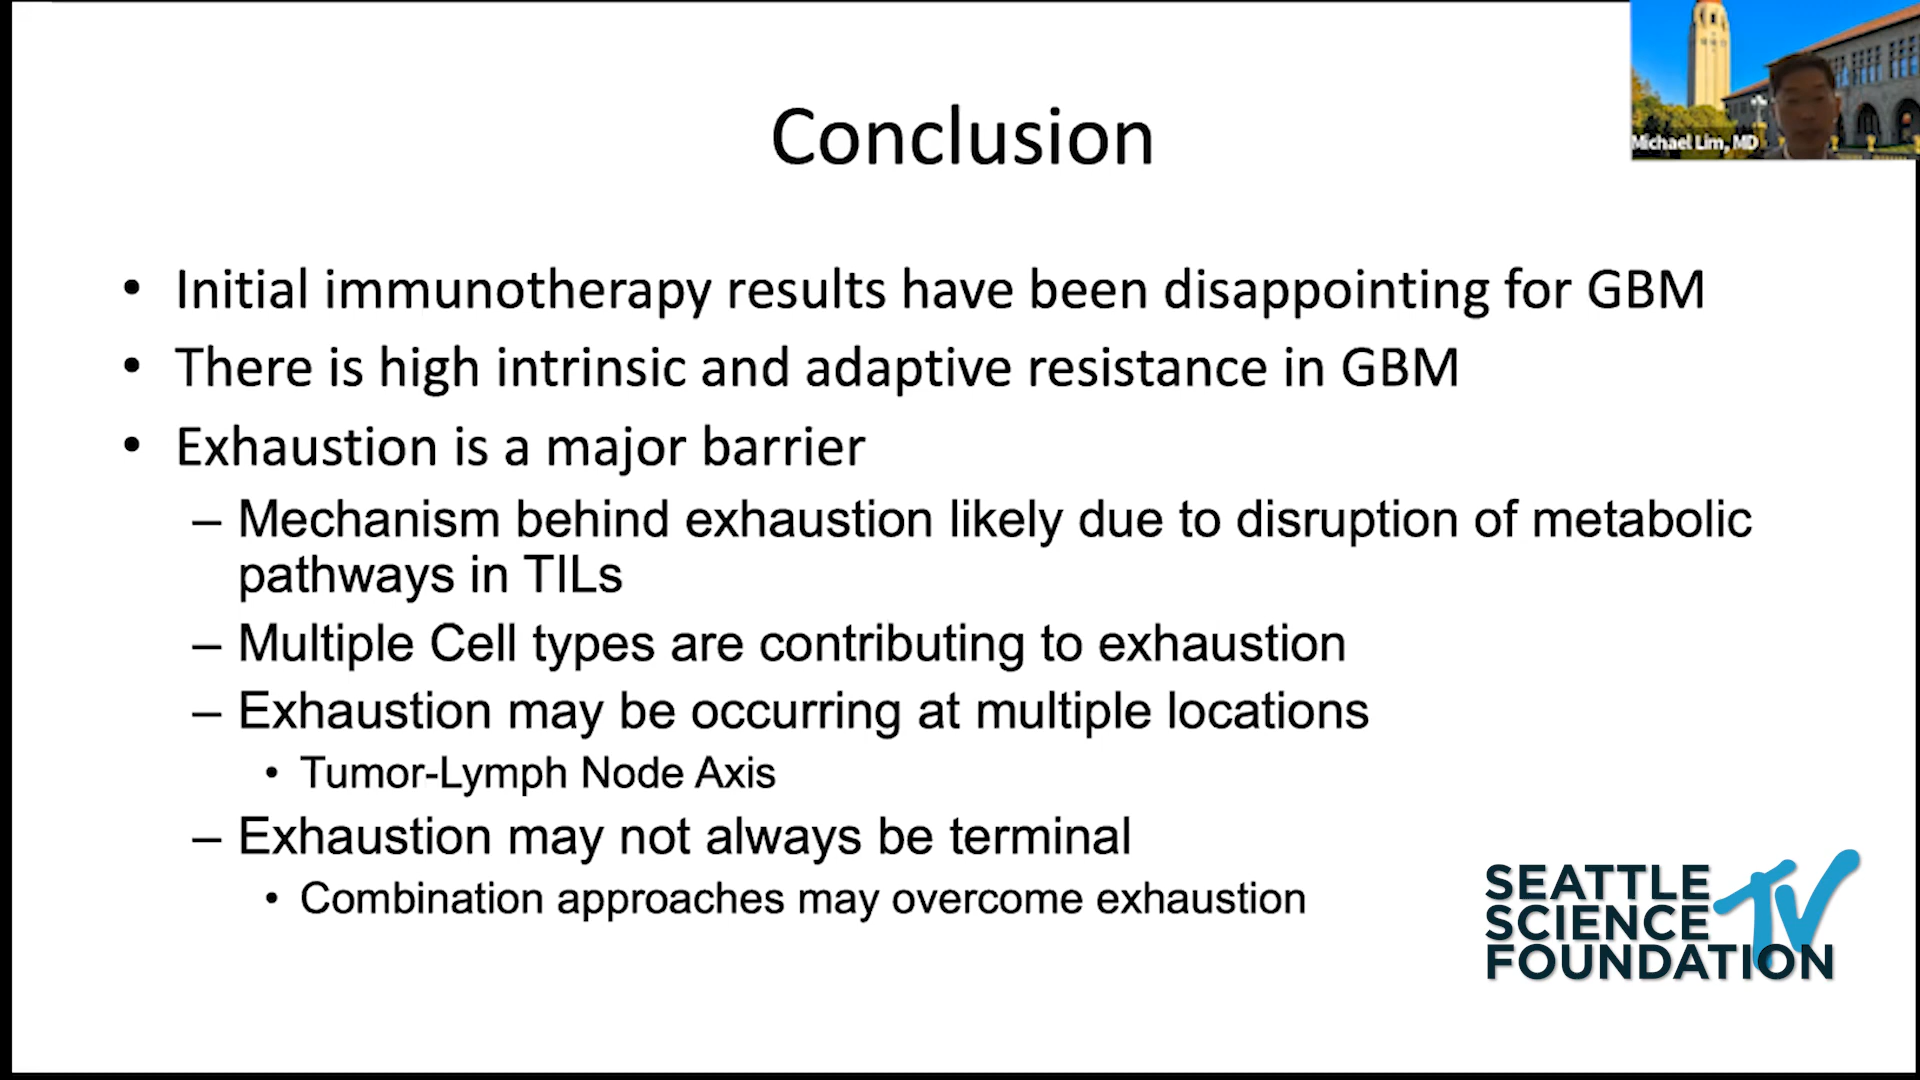 Conclusion
Michael Lim, MD
• Initial immunotherapy results have been disappointing for GBM
• There is high intrinsic and adaptive resistance in GBM
• Exhaustion is a major barrier
– Mechanism behind exhaustion likely due to disruption of metabolic
pathways in TILs
– Multiple Cell types are contributing to exhaustion
– Exhaustion may be occurring at multiple locations
• Tumor-Lymph Node Axis
– Exhaustion may not always be terminal
• Combination approaches may overcome exhaustion
SEATTLE
SCIENCE
FOUNDATION
TV